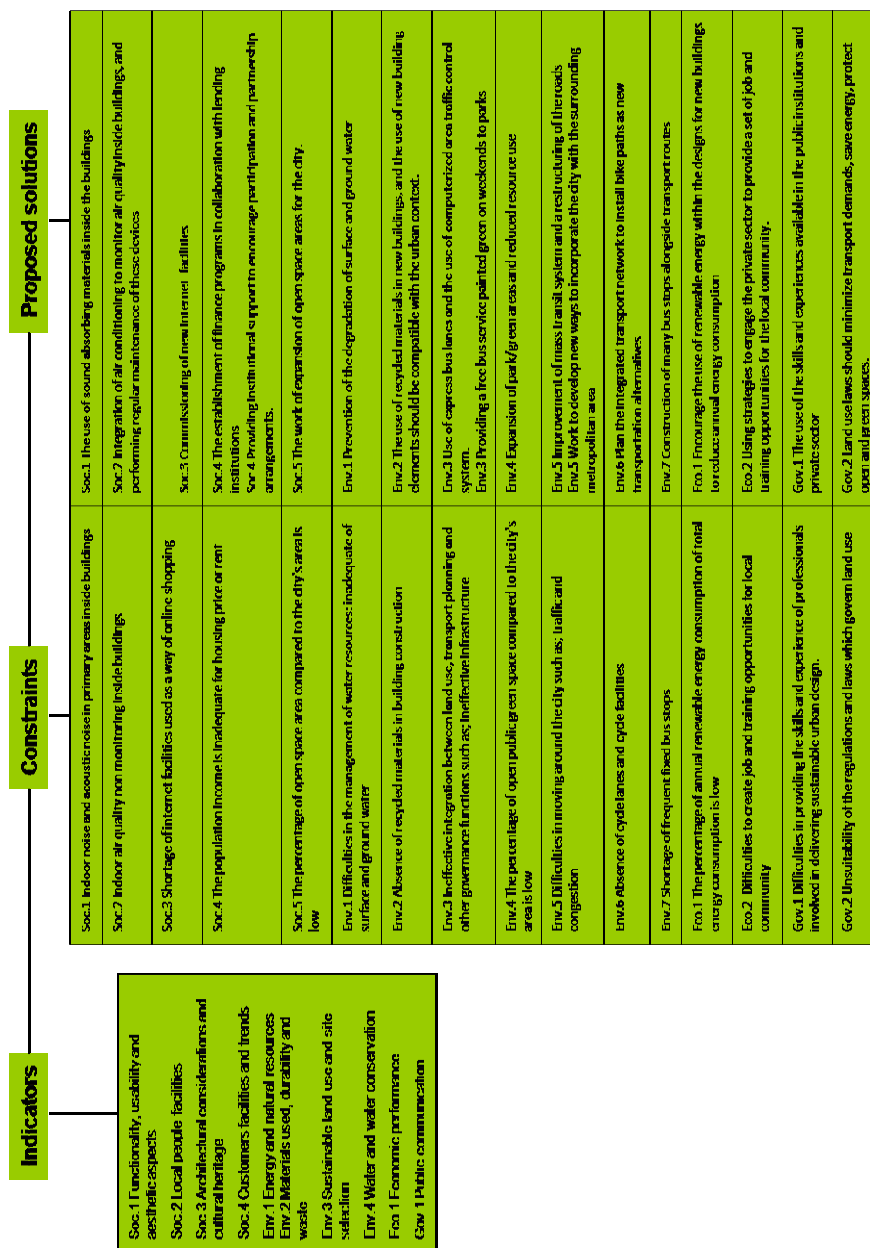 Indicators
Soc.1 Functionality, usability and
aesthetic aspects
Soc.2 Local people facilities
Soc.3 Architectural considerations and
cultural heritage
Soc.4 Customers facilities and trends
Env.1 Energy and natural resources
Env.2 Materials used, durability and
waste
Env.3 Sustainable land use and site
selection
Env.4 Water and water conservation
Eco.1 Economic performance
Gov.1 Public communication
Constraints
Soc.1 Indoor noise and acoustic noise in primary areas inside buildings
Soc.2 Indoor air quality non monitoring inside buildings
Soc.3 Shortage of internet facilities used as a way of online shopping
Soc.4 The population income is inadequate for housing price or rent
Soc.5 The percentage of open space area compared to the city's area is
low
Env.1 Difficulties in the management of water resources: inadequate of
surface and ground water
Env.2 Absence of recycled materials in building construction
Env.3 Ineffective integration between land use, transport planning and
other governance functions such as; ineffective infrastructure
Env.4 The percentage of open public green space compared to the city's
area is low
Env.5 Difficulties in moving around the city such as; traffic and
congestion
Env.6 Absence of cycle lanes and cycle facilities
Env.7 Shortage of frequent fixed bus stops
Eco.1 The percentage of annual renewable energy consumption of total
energy consumption is low
Eco.2 Difficulties to create job and training opportunities for local
community
Gov.1 Difficulties in providing the skills and experience of professionals
involved in delivering sustainable urban design.
Gov.2 Unsuitability of the regulations and laws which govern land use
Proposed solutions
Soc.1 The use of sound absorbing materials inside the buildings
Soc.2 Integration of air conditioning to monitor air quality inside buildings, and
performing regular maintenance of these devices
Soc.3 Commissioning of new Internet facilities
Soc.4 The establishment of finance programs in collaboration with lending
institutions
Soc.4 Providing institutional support to encourage participation and partnership
arrangements.
Soc.5 The work of expansion of open space areas for the city.
Env.1 Prevention of the degradation of surface and ground water
Env.2 The use of recycled materials in new buildings, and the use of new building
elements should be compatible with the urban context.
Env.3 Use of express bus lanes and the use of computerized area traffic control
system.
Env.3 Providing a free bus service painted green on weekends to parks
Env.4 Expansion of park/green areas and reduced resource use
Env.5 Improvement of mass transit system and a restructuring of the roads
Env.5 Work to develop new ways to incorporate the city with the surrounding
metropolitan area
Env.6 Plan the integrated transport network to install bike paths as new
transportation alternatives
Env.7 Construction of many bus stops alongside transport routes
Eco.1 Encourage the use of renewable energy within the designs for new buildings
to reduce annual energy consumption
Eco.2 Using strategies to engage the private sector to provide a set of job and
training opportunities for the local community.
Gov.1 The use of the skills and experiences available in the public institutions and
private sector
Gov.2 Land use laws should minimize transport demands, save energy, protect
open and green spaces.